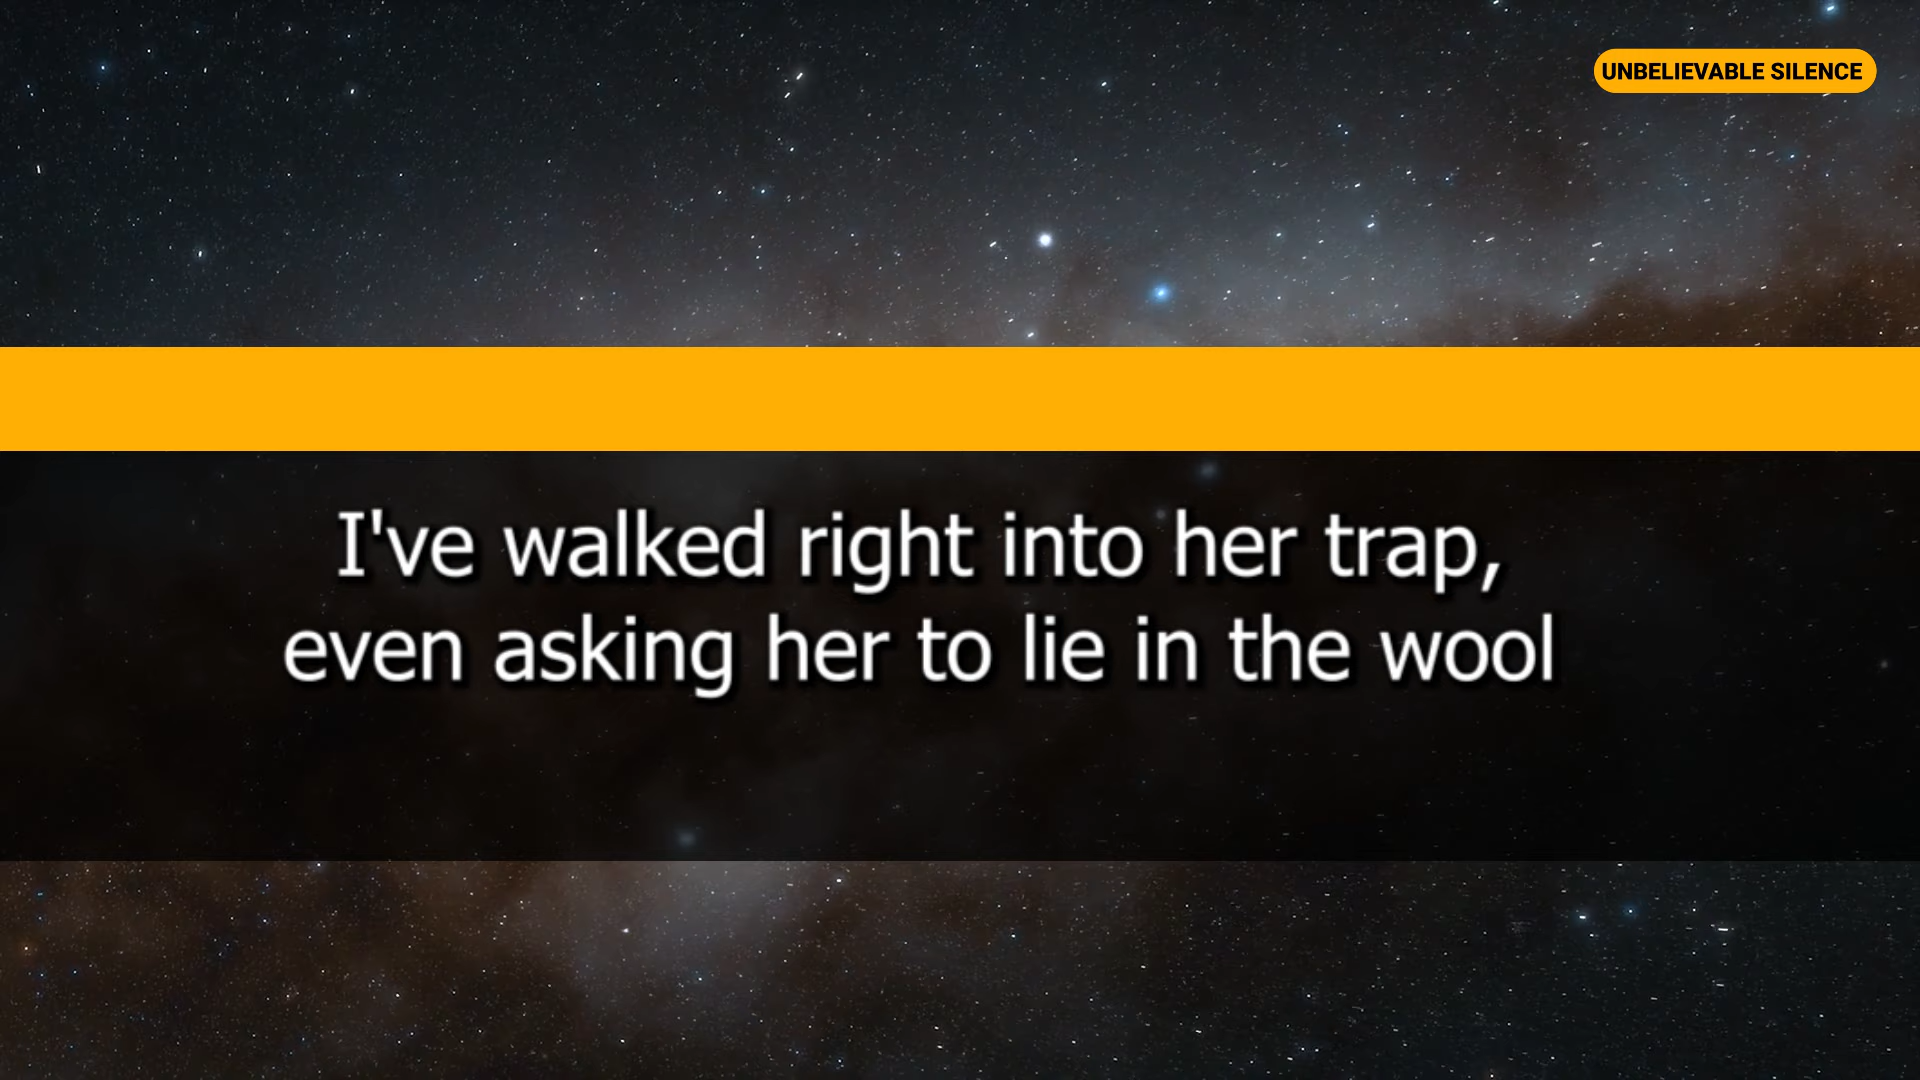 UNBELIEVABLE SILENCE
I've walked right into her trap,
even asking her to lie in the wool